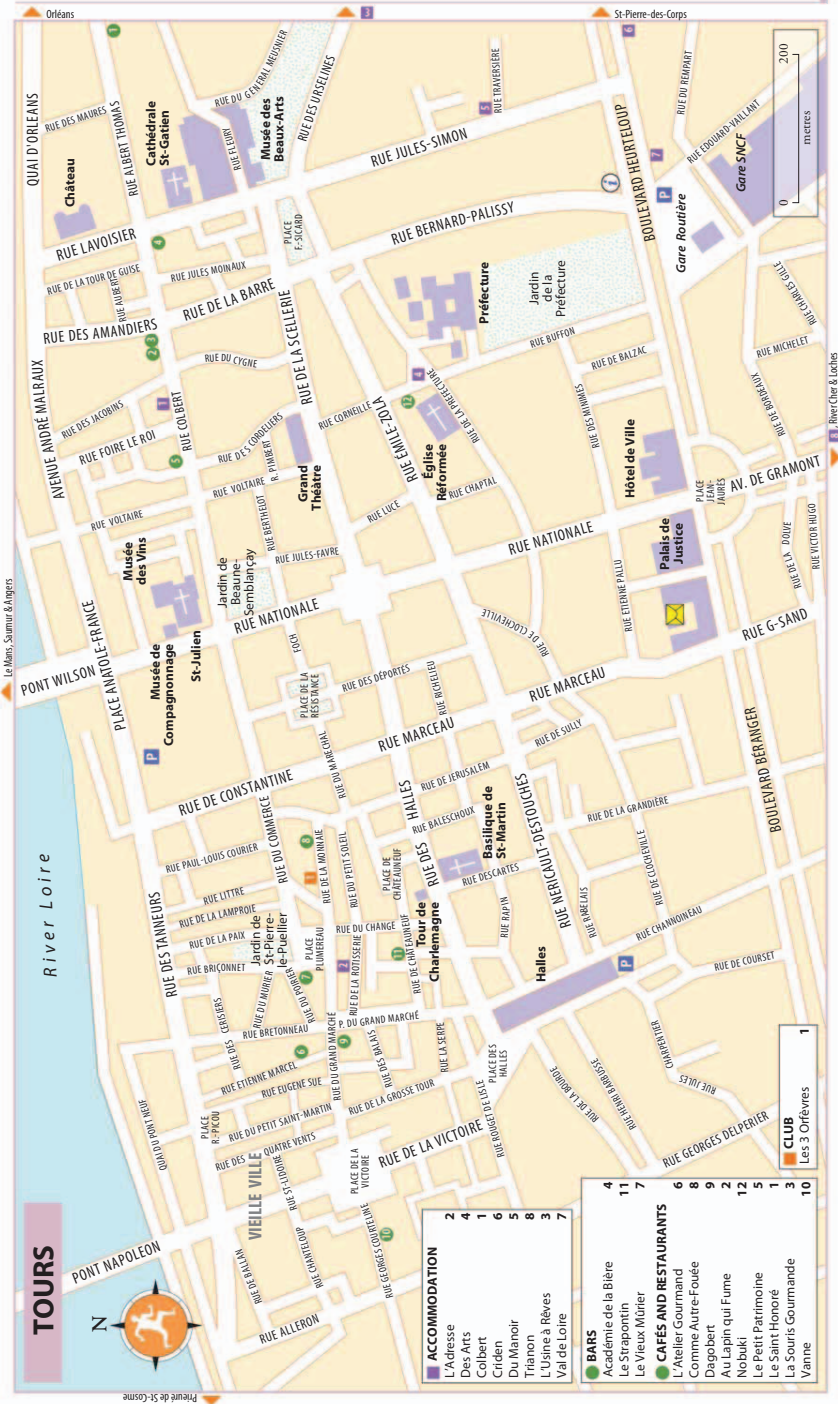 TOURS
N
Le Mans, Saumur & Angers
Orléans
St-Pierre-des-Corps
Prieuré de St-Cosme
8, River Cher & Loches
River Loire
PONT NAPOLEON
PONT WILSON
QUAI DU PONT NEUF
RUE DES TANNEURS
PLACE ANATOLE-FRANCE
AVENUE ANDRÉ MALRAUX
QUAI D'ORLEANS
VIEILLE VILLE
RUE ALLERON
RUE DE BALLAN
RUE CHANTELOUP
RUE ST-LIDOIRE
RUE GEORGES COURTELINE
PLACE DE LA
VICTOIRE
RUE DES QUATRE VENTS
RUE DU PETIT SAINT-MARTIN
RUE EUGENE SUE
RUE ETIENNE MARCEL
PLACE
R.-PICOU
RUE DES CERISIERS
RUE BRETONNEAU
RUE DU MURIER
RUE DU POIRIER
RUE BRIÇONNET
RUE DE LA PAIX
RUE DE LA LAMPROIE
RUE LITTRE
RUE PAUL-LOUIS COURIER
Jardin de
St-Pierre-
le-Puellier
PLACE
PLUMEREAU
RUE DU COMMERCE
RUE DE LA MONNAIE
RUE DU PETIT SOLEIL
RUE DE LA ROTISSERIE
RUE DU CHANGE
RUE DU GRAND MARCHÉ
P. DU GRAND MARCHÉ
RUE DES BALAIS
RUE LA SERPE
RUE DE LA GROSSE TOUR
RUE DE LA VICTOIRE
RUE ROUGET DE LISLE
PLACE DES
HALLES
Halles
RUE DE CHÂTEAUNEUF
PLACE DE
CHÂTEAUNEUF
Tour de
Charlemagne
RUE DES HALLES
Basilique de
St-Martin
RUE DESCARTES
RUE RAPIN
RUE BALESCHOUX
RUE DE JERUSALEM
RUE NERICAULT-DESTOUCHES
RUE DE SULLY
RUE RABELAIS
RUE DE CLOCHEVILLE
RUE DE LA GRANDIÈRE
RUE CHANNOINEAU
RUE DE COURSET
RUE DE LA BOURDE
RUE HENRI BARBUSSE
RUE JULES CHARPENTIER
RUE GEORGES DELPERIER
BOULEVARD BÉRANGER
RUE DE CONSTANTINE
RUE MARCEAU
RUE MARCEAU
RUE G-SAND
RUE DU MARECHAL FOCH
PLACE DE LA
RÉSISTANCE
RUE DES DÉPORTÉS
RUE RICHELIEU
P
Musée de
Compagnonnage
St-Julien
Musée
des Vins
Jardin de
Beaune-
Semblançay
RUE NATIONALE
RUE NATIONALE
RUE JULES-FAVRE
RUE BERTHELOT
RUE VOLTAIRE
RUE VOLTAIRE
R. PIMBERT
RUE DES CORDELIERS
Grand
Théâtre
RUE LUCE
RUE CORNEILLE
RUE EMILE-ZOLA
Église
Réformée
RUE CHAPTAL
RUE DE LA PREFECTURE
RUE DE CLOCHEVILLE
RUE ETIENNE PALLU
Palais de
Justice
Hôtel de Ville
PLACE
JEAN-
JAURÈS
AV. DE GRAMONT
RUE DE LA DOLVE
RUE VICTOR HUGO
RUE FOIRE LE ROI
RUE DES JACOBINS
RUE COLBERT
RUE DU CYGNE
RUE DES AMANDIERS
RUE DE LA BARRE
RUE DE LA SCELLERIE
RUE AUBERT
RUE DE LA TOUR DE GUISE
RUE JULES MOINAUX
RUE LAVOISIER
Château
RUE DES MAURES
RUE ALBERT THOMAS
Cathédrale
St-Gatien
RUE FLEURY
RUE DU GENERAL MEUSNIER
Musée des
Beaux-Arts
RUE DES URSELINES
PLACE
F.-SICARD
RUE JULES-SIMON
RUE TRAVERSIÈRE
RUE BERNARD-PALISSY
Préfecture
Jardin
de la
Préfecture
RUE BUFFON
RUE DES MINIMES
RUE DE BALZAC
BOULEVARD HEURTELOUP
RUE DU REMPART
RUE EDOUARD-VAILLANT
i
P
P
Gare Routière
Gare SNCF
RUE CHARLES GILLE
RUE MICHELET
RUE DE BORDEAUX
0 200
metres
ACCOMMODATION
L'Adresse 2
Des Arts 4
Colbert 1
Criden 6
Du Manoir 5
Trianon 8
L'Usine à Rêves 3
Val de Loire 7
BARS
Académie de la Bière 4
Le Strapontin 11
Le Vieux Mûrier 7
CAFÉS AND RESTAURANTS
L'Atelier Gourmand 6
Comme Autre-Fouée 8
Dagobert 9
Au Lapin qui Fume 2
Nobuki 12
Le Petit Patrimoine 5
Le Saint Honoré 1
La Souris Gourmande 3
Vanne 10
CLUB
Les 3 Orfèvres 1